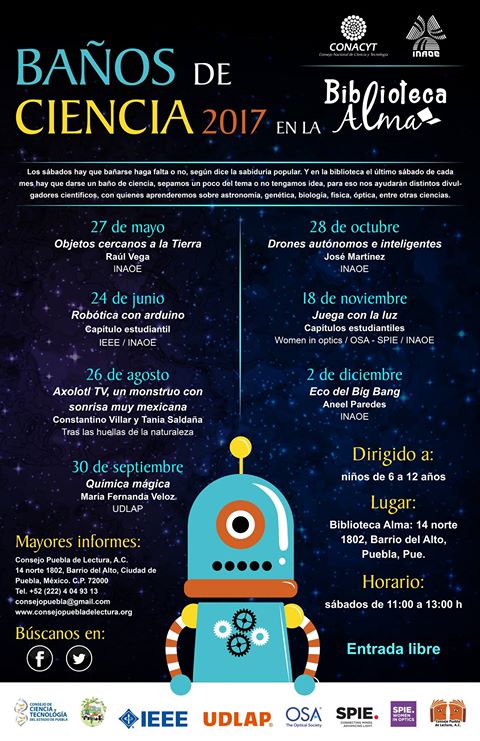 CONACYT
Consejo Nacional de Ciencia y Tecnología
INAOE
BAÑOS DE
CIENCIA 2017 EN LA
Biblioteca
Alma
Los sábados hay que bañarse haga falta o no, según dice la sabiduría popular. Y en la biblioteca el último sábado de cada
mes hay que darse un baño de ciencia, sepamos un poco del tema o no tengamos idea, para eso nos ayudarán distintos divul-
gadores científicos, con quienes aprenderemos sobre astronomía, genética, biología, física, óptica, entre otras ciencias.
27 de mayo
Objetos cercanos a la Tierra
Raúl Vega
INAOE
24 de junio
Robótica con arduino
Capítulo estudiantil
IEEE / INAOE
26 de agosto
Axolotl TV, un monstruo con
sonrisa muy mexicana
Constantino Villar y Tania Saldaña
Tras las huellas de la naturaleza
30 de septiembre
Química mágica
María Fernanda Veloz
UDLAP
28 de octubre
Drones autónomos e inteligentes
José Martínez
INAOE
18 de noviembre
Juega con la luz
Capítulos estudiantiles
Women in optics / OSA - SPIE / INAOE
2 de diciembre
Eco del Big Bang
Aneel Paredes
INAOE
Dirigido a:
niños de 6 a 12 años
Lugar:
Biblioteca Alma: 14 norte
1802, Barrio del Alto,
Puebla, Pue.
Horario:
sábados de 11:00 a 13:00 h
Entrada libre
Mayores informes:
Consejo Puebla de Lectura, A.C.
14 norte 1802, Barrio del Alto, Ciudad de
Puebla, México. C.P. 72000
Tel. +52 (222) 4 04 93 13
consejopuebla@gmail.com
www.consejopuebladelectura.org
Búscanos en:
CONSEJO DE
CIENCIA Y
TECNOLOGÍA
DEL ESTADO DE PUEBLA
IEEE
UDLAP
OSA
The Optical Society
SPIE.
CONNECTING MINDS.
ADVANCING LIGHT.
SPIE.
WOMEN
IN OPTICS
Consejo Puebla
de Lectura, A.C.